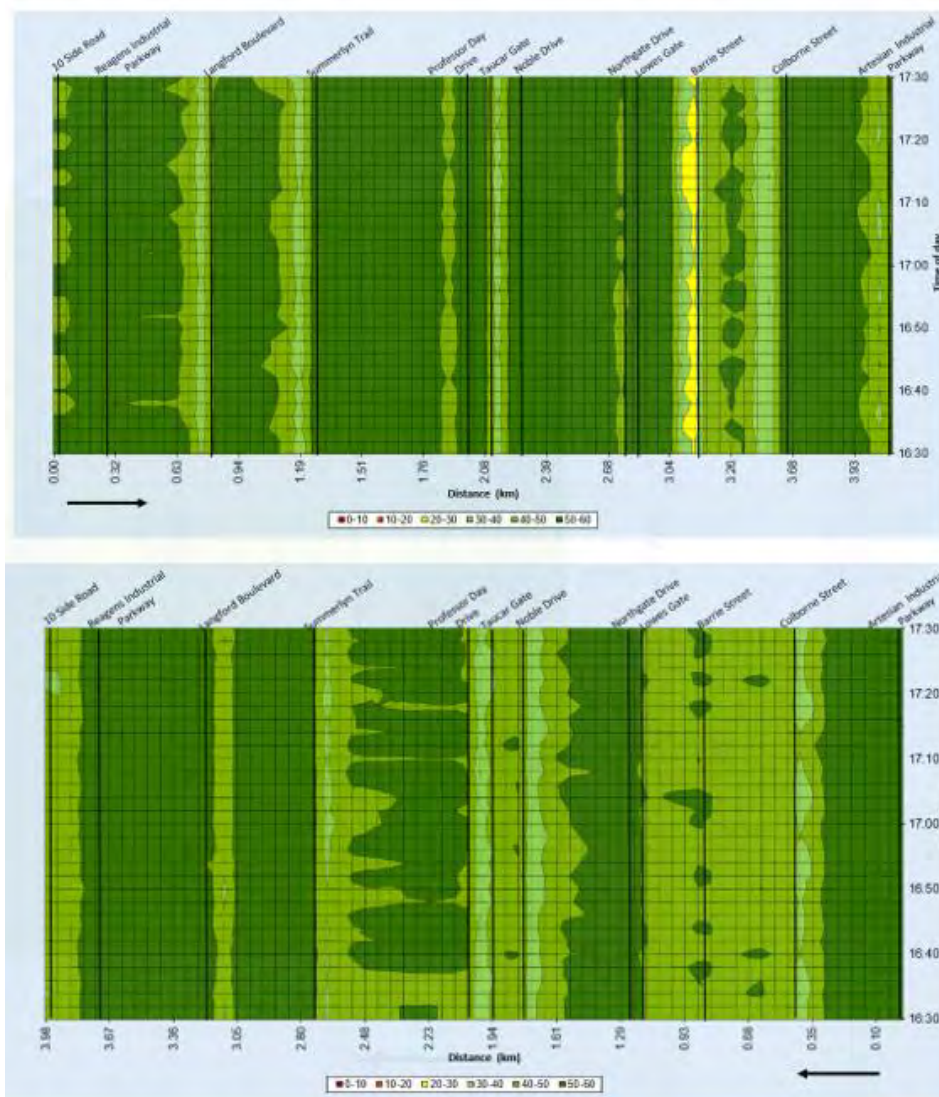 10 Side Road
Reagens Industrial
Parkway
Langford Boulevard
Summerlyn Trail
Professor Day
Drive
Taucar Gate
Noble Drive
Northgate Drive
Lowes Gate
Barrie Street
Colborne Street
Artesian Industrial
Parkway
17:30
17:20
17:10
17:00
16:50
16:40
16:30
Time of day
0.00
0.32
0.63
0.94
1.19
1.51
1.76
2.08
2.39
2.68
3.04
3.26
3.68
3.93
Distance (km)
0-10 10-20 20-30 30-40 40-50 50-60
10 Side Road
Reagens Industrial
Parkway
Langford Boulevard
Summerlyn Trail
Professor Day
Drive
Taucar Gate
Noble Drive
Northgate Drive
Lowes Gate
Barrie Street
Colborne Street
Artesian Industrial
Parkway
17:30
17:20
17:10
17:00
16:50
16:40
16:30
3.98
3.67
3.36
3.05
2.80
2.48
2.23
1.94
1.61
1.29
0.93
0.35
0.10
Distance (km)
0-10 10-20 20-30 30-40 40-50 50-60